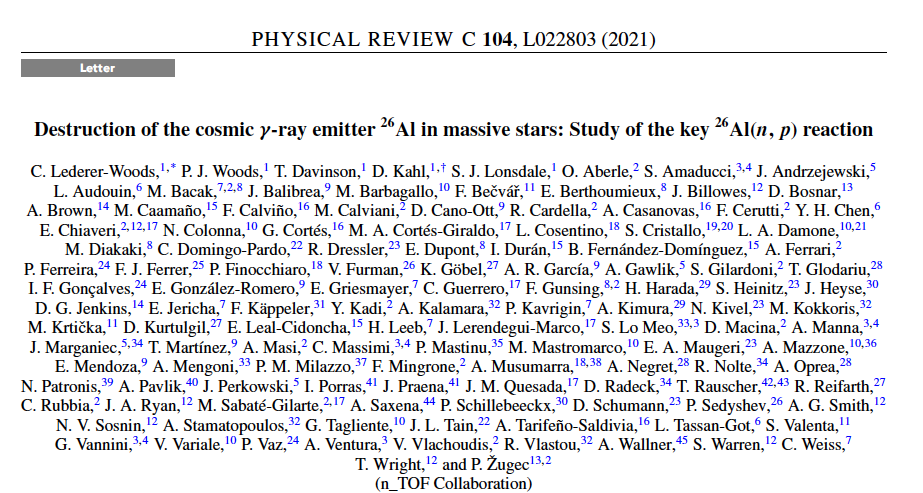 PHYSICAL REVIEW C 104, L022803 (2021)
Letter
Destruction of the cosmic γ-ray emitter ²⁶Al in massive stars: Study of the key ²⁶Al(n, p) reaction
C. Lederer-Woods,¹,* P. J. Woods,¹ T. Davinson,¹ D. Kahl,¹,† S. J. Lonsdale,¹ O. Aberle,² S. Amaducci,³,⁴ J. Andrzejewski,⁵
L. Audouin,⁶ M. Bacak,⁷,²,⁸ J. Balibrea,⁹ M. Barbagallo,¹⁰ F. Bečvář,¹¹ E. Berthoumieux,⁸ J. Billowes,¹² D. Bosnar,¹³
A. Brown,¹⁴ M. Caamaño,¹⁵ F. Calviño,¹⁶ M. Calviani,² D. Cano-Ott,⁹ R. Cardella,² A. Casanovas,¹⁶ F. Cerutti,² Y. H. Chen,⁶
E. Chiaveri,²,¹²,¹⁷ N. Colonna,¹⁰ G. Cortés,¹⁶ M. A. Cortés-Giraldo,¹⁷ L. Cosentino,¹⁸ S. Cristallo,¹⁹,²⁰ L. A. Damone,¹⁰,²¹
M. Diakaki,⁸ C. Domingo-Pardo,²² R. Dressler,²³ E. Dupont,⁸ I. Durán,¹⁵ B. Fernández-Domínguez,¹⁵ A. Ferrari,²
P. Ferreira,²⁴ F. J. Ferrer,²⁵ P. Finocchiaro,¹⁸ V. Furman,²⁶ K. Göbel,²⁷ A. R. García,⁹ A. Gawlik,⁵ S. Gilardoni,² T. Glodariu,²⁸
I. F. Gonçalves,²⁴ E. González-Romero,⁹ E. Griesmayer,⁷ C. Guerrero,¹⁷ F. Gunsing,⁸,² H. Harada,²⁹ S. Heinitz,²³ J. Heyse,³⁰
D. G. Jenkins,¹⁴ E. Jericha,⁷ F. Käppeler,³¹ Y. Kadi,² A. Kalamara,³² P. Kavrigin,⁷ A. Kimura,²⁹ N. Kivel,²³ M. Kokkoris,³²
M. Krtička,¹¹ D. Kurtulgil,²⁷ E. Leal-Cidoncha,¹⁵ H. Leeb,⁷ J. Lerendegui-Marco,¹⁷ S. Lo Meo,³³,³ D. Macina,² A. Manna,³,⁴
J. Marganiec,⁵,³⁴ T. Martínez,⁹ A. Masi,² C. Massimi,³,⁴ P. Mastinu,³⁵ M. Mastromarco,¹⁰ E. A. Maugeri,²³ A. Mazzone,¹⁰,³⁶
E. Mendoza,⁹ A. Mengoni,³³ P. M. Milazzo,³⁷ F. Mingrone,² A. Musumarra,¹⁸,³⁸ A. Negret,²⁸ R. Nolte,³⁴ A. Oprea,²⁸
N. Patronis,³⁹ A. Pavlik,⁴⁰ J. Perkowski,⁵ I. Porras,⁴¹ J. Praena,⁴¹ J. M. Quesada,¹⁷ D. Radeck,³⁴ T. Rauscher,⁴²,⁴³ R. Reifarth,²⁷
C. Rubbia,² J. A. Ryan,¹² M. Sabaté-Gilarte,²,¹⁷ A. Saxena,⁴⁴ P. Schillebeeckx,³⁰ D. Schumann,²³ P. Sedyshev,²⁶ A. G. Smith,¹²
N. V. Sosnin,¹² A. Stamatopoulos,³² G. Tagliente,¹⁰ J. L. Tain,²² A. Tarifeño-Saldivia,¹⁶ L. Tassan-Got,⁶ S. Valenta,¹¹
G. Vannini,³,⁴ V. Variale,¹⁰ P. Vaz,²⁴ A. Ventura,³ V. Vlachoudis,² R. Vlastou,³² A. Wallner,⁴⁵ S. Warren,¹² C. Weiss,⁷
T. Wright,¹² and P. Žugec¹³,²
(n_TOF Collaboration)